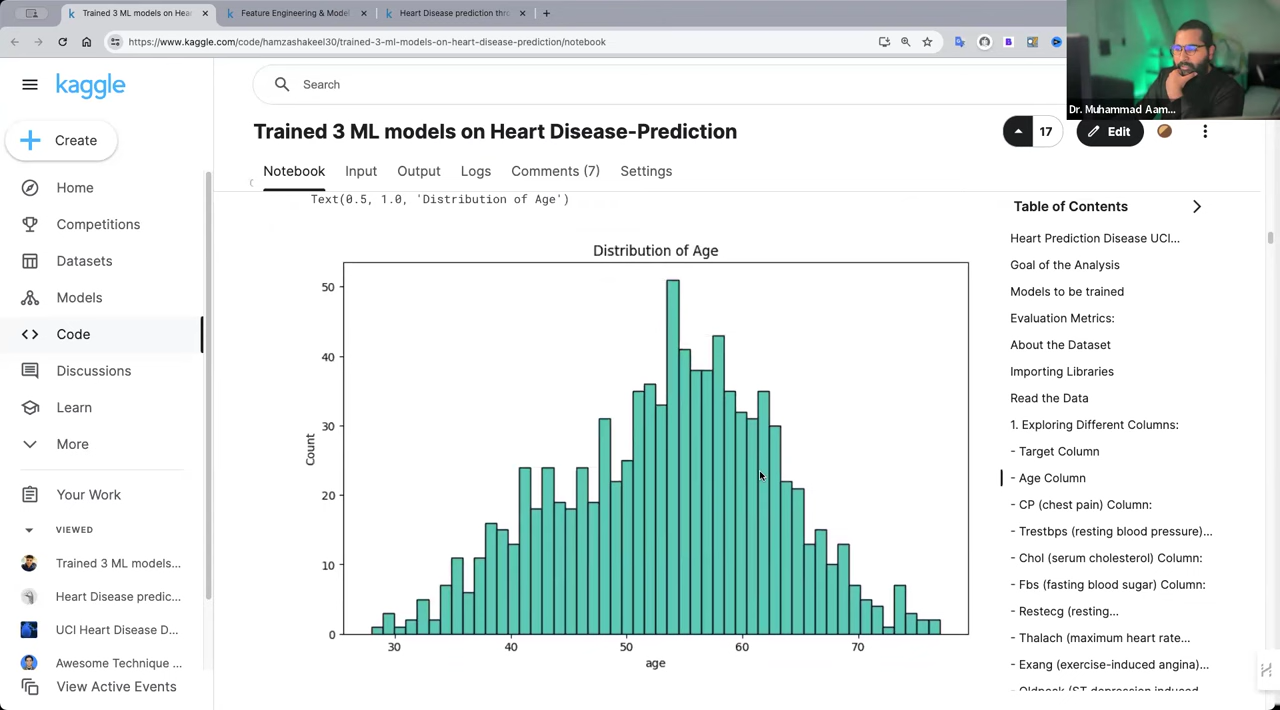 Trained 3 ML models on Hear
Feature Engineering & Model
Heart Disease prediction thro
https://www.kaggle.com/code/hamzashakeel30/trained-3-ml-models-on-heart-disease-prediction/notebook
Dr. Muhammad Aam...
kaggle
Search
Create
Trained 3 ML models on Heart Disease-Prediction
17
Edit
Notebook
Input
Output
Logs
Comments (7)
Settings
Home
Competitions
Datasets
Models
Code
Discussions
Learn
More
Your Work
VIEWED
Trained 3 ML models...
Heart Disease predic...
UCI Heart Disease D...
Awesome Technique ...
View Active Events
Text(0.5, 1.0, 'Distribution of Age')
Distribution of Age
50
40
30
20
10
0
Count
30 40 50 60 70
age
Table of Contents
Heart Prediction Disease UCI...
Goal of the Analysis
Models to be trained
Evaluation Metrics:
About the Dataset
Importing Libraries
Read the Data
1. Exploring Different Columns:
- Target Column
- Age Column
- CP (chest pain) Column:
- Trestbps (resting blood pressure)...
- Chol (serum cholesterol) Column:
- Fbs (fasting blood sugar) Column:
- Restecg (resting...
- Thalach (maximum heart rate...
- Exang (exercise-induced angina)...
- Oldpeak (ST depression induced